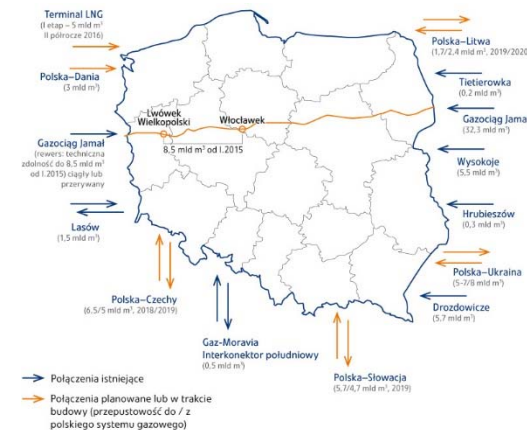 Terminal LNG
(I etap – 5 mld m³
II półrocze 2016)
Polska–Dania
(3 mld m³)
Gazociąg Jamał
(rewers: techniczna
zdolność do 8,5 mld m³
od I.2015) ciągły lub
przerywany
Lasów
(1,5 mld m³)
Lwówek
Wielkopolski
Włocławek
8,5 mld m³ od I.2015
Polska–Litwa
(1,7/2,4 mld m³, 2019/2020
Tietierowka
(0,2 mld m³)
Gazociąg Jama
(32,3 mld m³)
Wysokoje
(5,5 mld m³)
Hrubieszów
(0,3 mld m³)
Polska–Ukraina
(5-7/8 mld m³)
Drozdowicze
(5,7 mld m³)
Polska–Czechy
(6,5/5 mld m³, 2018/2019)
Gaz-Moravia
Interkonektor południowy
(0,5 mld m³)
Polska–Słowacja
(5,7/4,7 mld m³, 2019)
Połączenia istniejące
Połączenia planowane lub w trakcie
budowy (przepustowość do / z
polskiego systemu gazowego)